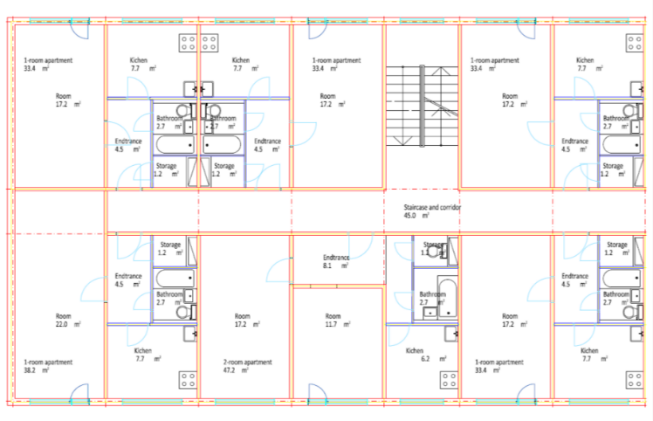 1-room apartment
33.4 m²
Kichen
7.7 m²
Kichen
7.7 m²
1-room apartment
33.4 m²
1-room apartment
33.4 m²
Kichen
7.7 m²
Room
17.2 m²
Room
17.2 m²
Room
17.2 m²
Bathroom
2.7 m²
Bathroom
2.7 m²
Bathroom
2.7 m²
Endtrance
4.5 m²
Endtrance
4.5 m²
Endtrance
4.5 m²
Storage
1.2 m²
Storage
1.2 m²
Storage
1.2 m²
Staircase and corridor
45.0 m²
Storage
1.2 m²
Storage
1.2 m²
Storage
1.2 m²
Endtrance
8.1 m²
Endtrance
4.5 m²
Endtrance
4.5 m²
Bathroom
2.7 m²
Bathroom
2.7 m²
Bathroom
2.7 m²
Room
22.0 m²
Room
17.2 m²
Room
11.7 m²
Room
17.2 m²
Kichen
7.7 m²
Kichen
6.2 m²
Kichen
7.7 m²
1-room apartment
38.2 m²
2-room apartment
47.2 m²
1-room apartment
33.4 m²